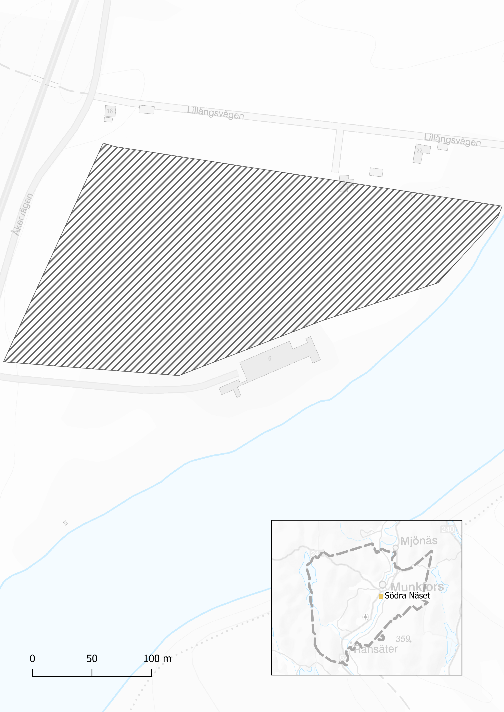 Lillängsvägen
Lillängsvägen
Mjönäs
Munkfors
Södra Näset
359
Ransäter
0 50 100 m